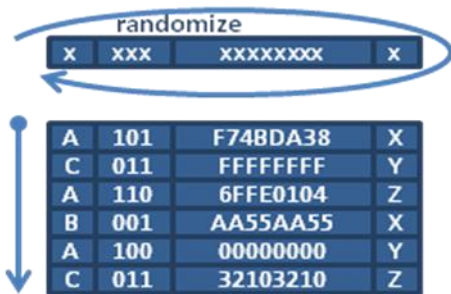 randomize
x xxx xxxxxxxx x
A 101 F74BDA38 X
C 011 FFFFFFFF Y
A 110 6FFE0104 Z
B 001 AA55AA55 X
A 100 00000000 Y
C 011 32103210 Z